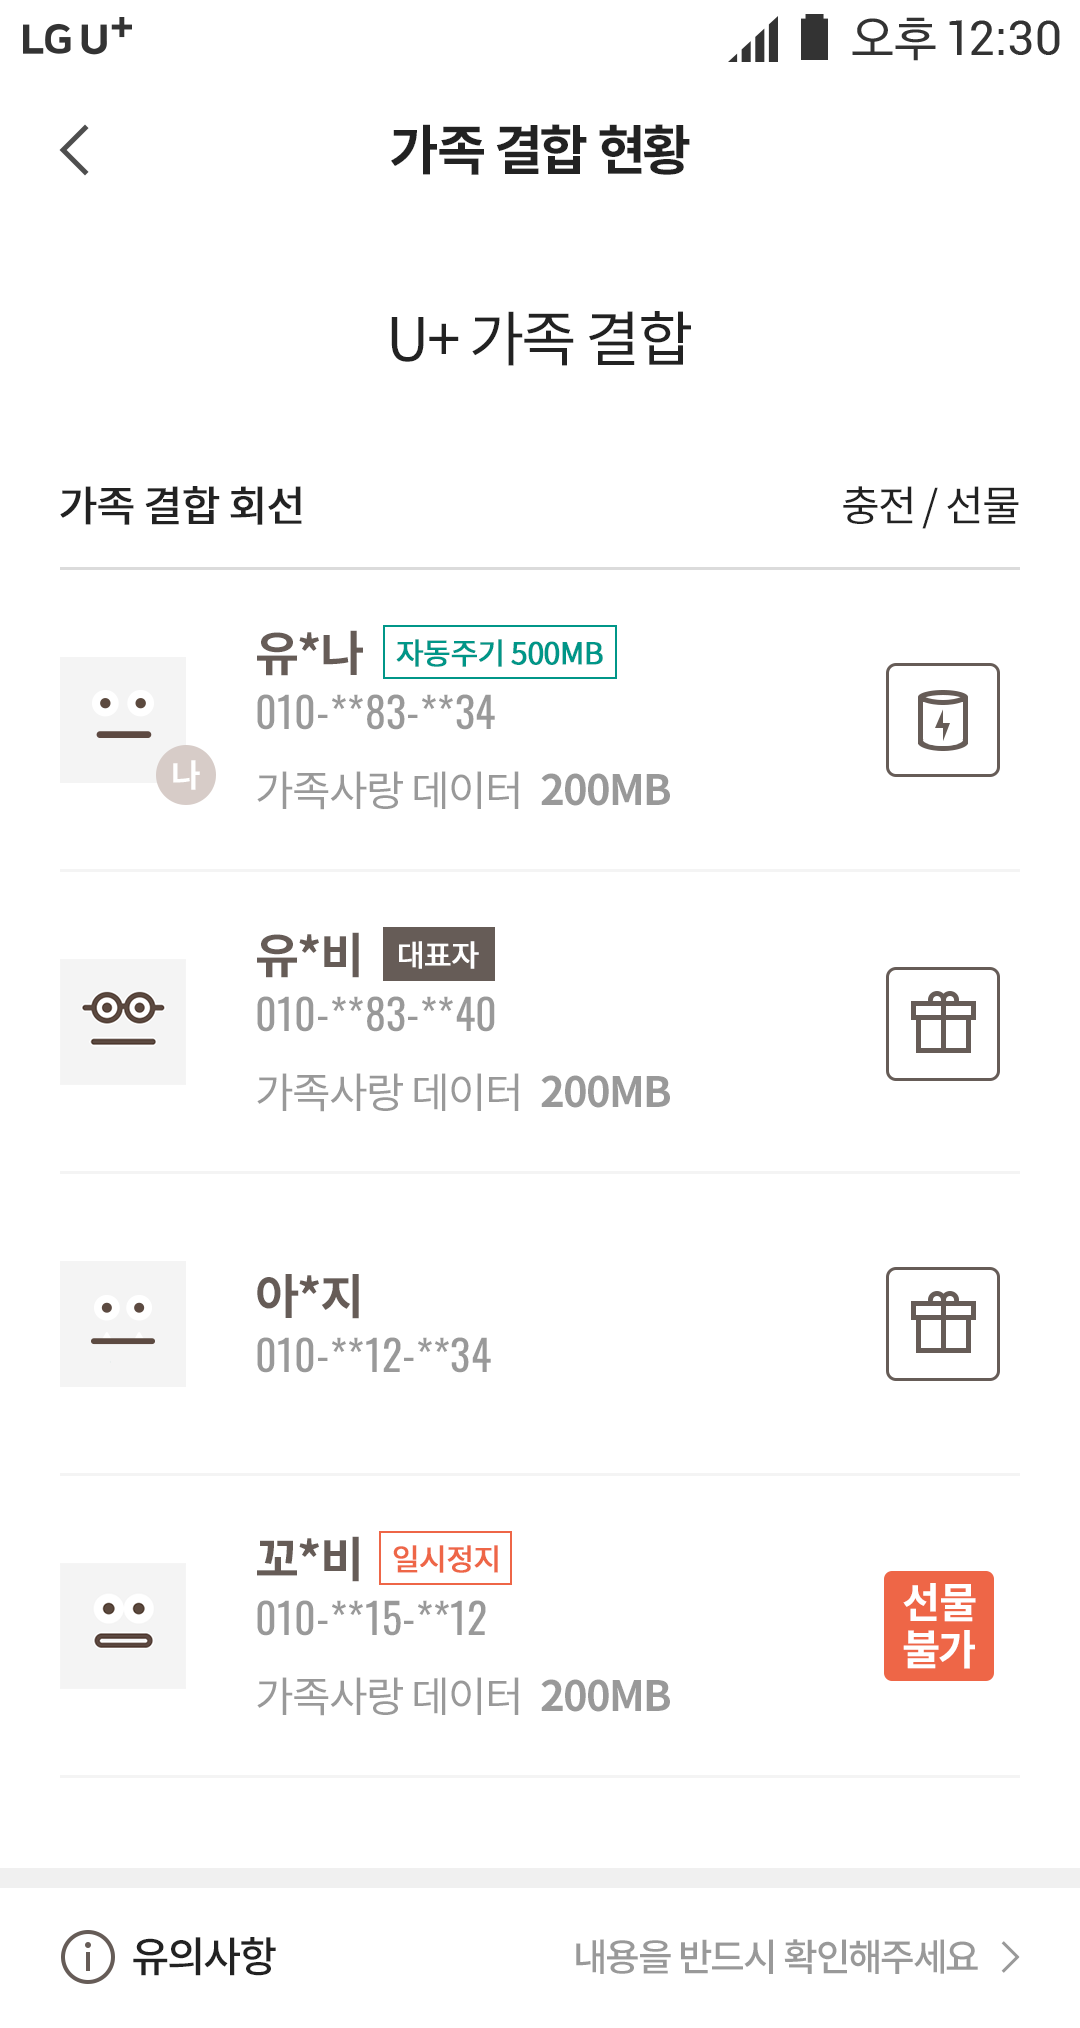 LG U+ 오후 12:30
가족 결합 현황
U+ 가족 결합
가족 결합 회선 충전 / 선물
유*나 자동주기 500MB
010-**83-**34
나
가족사랑 데이터 200MB
유*비 대표자
010-**83-**40
가족사랑 데이터 200MB
아*지
010-**12-**34
꼬*비 일시정지
010-**15-**12
선물
불가
가족사랑 데이터 200MB
유의사항 내용을 반드시 확인해주세요